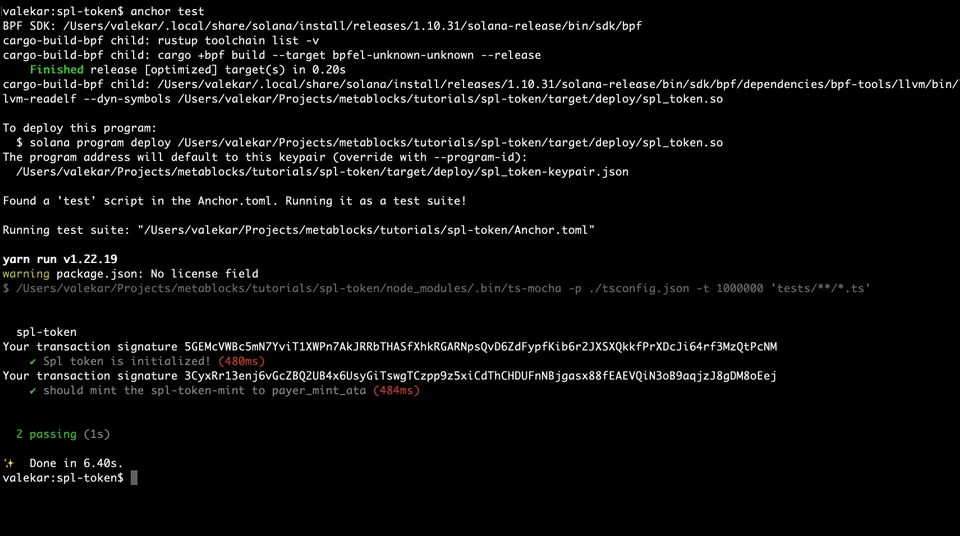 valekar:spl-token$ anchor test
BPF SDK: /Users/valekar/.local/share/solana/install/releases/1.10.31/solana-release/bin/sdk/bpf
cargo-build-bpf child: rustup toolchain list -v
cargo-build-bpf child: cargo +bpf build --target bpfel-unknown-unknown --release
Finished release [optimized] target(s) in 0.20s
cargo-build-bpf child: /Users/valekar/.local/share/solana/install/releases/1.10.31/solana-release/bin/sdk/bpf/dependencies/bpf-tools/llvm/bin/
lvm-readelf --dyn-symbols /Users/valekar/Projects/metablocks/tutorials/spl-token/target/deploy/spl_token.so
To deploy this program:
$ solana program deploy /Users/valekar/Projects/metablocks/tutorials/spl-token/target/deploy/spl_token.so
The program address will default to this keypair (override with --program-id):
/Users/valekar/Projects/metablocks/tutorials/spl-token/target/deploy/spl_token-keypair.json
Found a 'test' script in the Anchor.toml. Running it as a test suite!
Running test suite: "/Users/valekar/Projects/metablocks/tutorials/spl-token/Anchor.toml"
yarn run v1.22.19
warning package.json: No license field
$ /Users/valekar/Projects/metablocks/tutorials/spl-token/node_modules/.bin/ts-mocha -p ./tsconfig.json -t 1000000 'tests/**/*.ts'
spl-token
Your transaction signature 5GEMcVWBc5mN7YviT1XWPn7AkJRRbTHASfXhkRGARNpsQvD6ZdFypfKib6r2JXSXQkkfPrXDcJi64rf3MzQtPcNM
✔ Spl token is initialized! (480ms)
Your transaction signature 3CyxRr13enj6vGcZBQ2UB4x6UsyGiTswgTCzpp9z5xiCdThCHDUFnNBjgasx88fEAEVQiN3oB9aqjzJ8gDM8oEej
✔ should mint the spl-token-mint to payer_mint_ata (484ms)
2 passing (1s)
✨ Done in 6.40s.
valekar:spl-token$